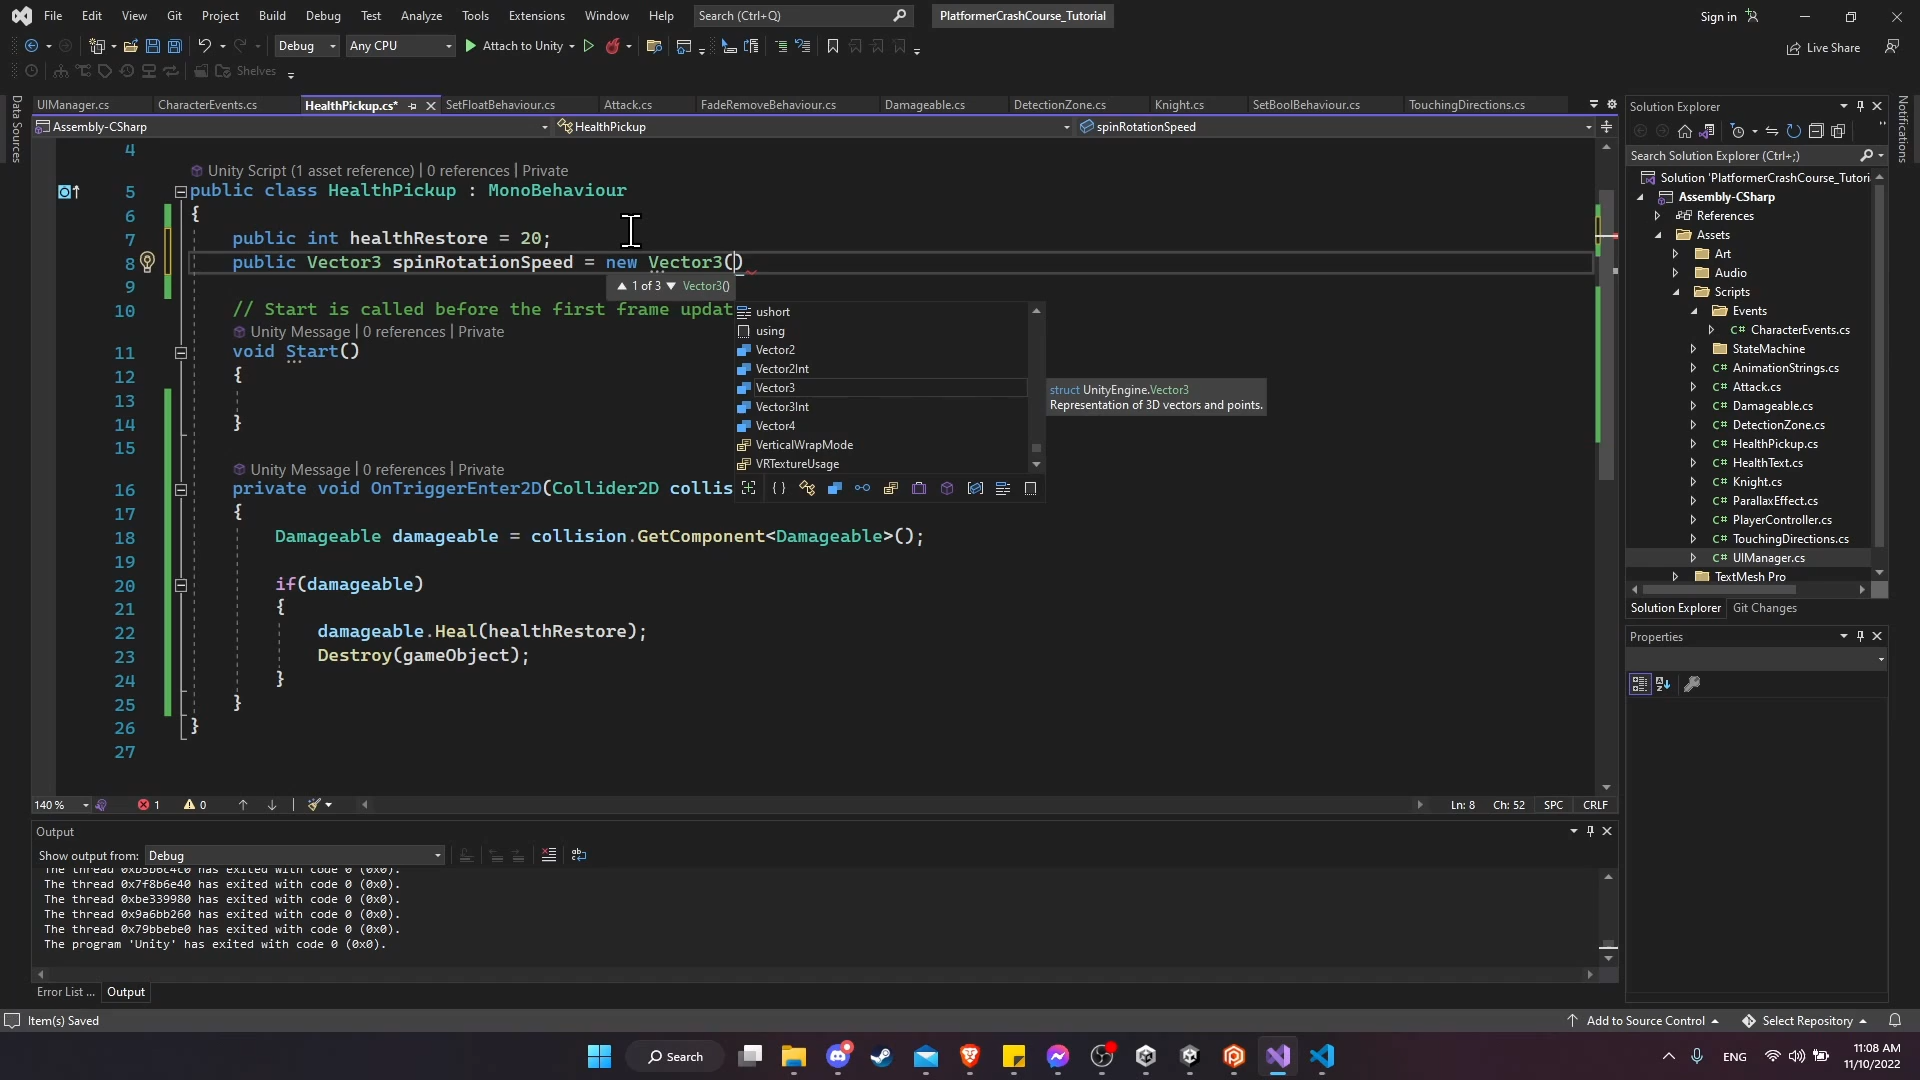 File Edit View Git Project Build Debug Test Analyze Tools Extensions Window Help Search (Ctrl+Q) PlatformerCrashCourse_Tutorial Sign in
Debug Any CPU Attach to Unity Live Share
Shelves
Data Sources
UIManager.cs CharacterEvents.cs HealthPickup.cs* SetFloatBehaviour.cs Attack.cs FadeRemoveBehaviour.cs Damageable.cs DetectionZone.cs Knight.cs SetBoolBehaviour.cs TouchingDirections.cs
Assembly-CSharp HealthPickup spinRotationSpeed
4
Unity Script (1 asset reference) | 0 references | Private
5 public class HealthPickup : MonoBehaviour
6 {
7 public int healthRestore = 20;
8 public Vector3 spinRotationSpeed = new Vector3()
9
1 of 3 Vector3()
10 // Start is called before the first frame updat
Unity Message | 0 references | Private
11 void Start()
12 {
13
14 }
15
Unity Message | 0 references | Private
16 private void OnTriggerEnter2D(Collider2D collis
17 {
18 Damageable damageable = collision.GetComponent<Damageable>();
19
20 if(damageable)
21 {
22 damageable.Heal(healthRestore);
23 Destroy(gameObject);
24 }
25 }
26 }
27
ushort
using
Vector2
Vector2Int
Vector3
Vector3Int
Vector4
VerticalWrapMode
VRTextureUsage
struct UnityEngine.Vector3
Representation of 3D vectors and points.
140 % 1 0 Ln: 8 Ch: 52 SPC CRLF
Output
Show output from: Debug
The thread 0xb5b6c4c0 has exited with code 0 (0x0).
The thread 0x7f8b6e40 has exited with code 0 (0x0).
The thread 0xbe339980 has exited with code 0 (0x0).
The thread 0x9a6bb260 has exited with code 0 (0x0).
The thread 0x79bbebe0 has exited with code 0 (0x0).
The program 'Unity' has exited with code 0 (0x0).
Error List ... Output
Solution Explorer
Search Solution Explorer (Ctrl+;)
Solution 'PlatformerCrashCourse_Tutori
Assembly-CSharp
References
Assets
Art
Audio
Scripts
Events
C# CharacterEvents.cs
StateMachine
C# AnimationStrings.cs
C# Attack.cs
C# Damageable.cs
C# DetectionZone.cs
C# HealthPickup.cs
C# HealthText.cs
C# Knight.cs
C# ParallaxEffect.cs
C# PlayerController.cs
C# TouchingDirections.cs
C# UIManager.cs
TextMesh Pro
Solution Explorer Git Changes
Properties
Notifications
Item(s) Saved Add to Source Control Select Repository
Search ENG 11:08 AM
11/10/2022